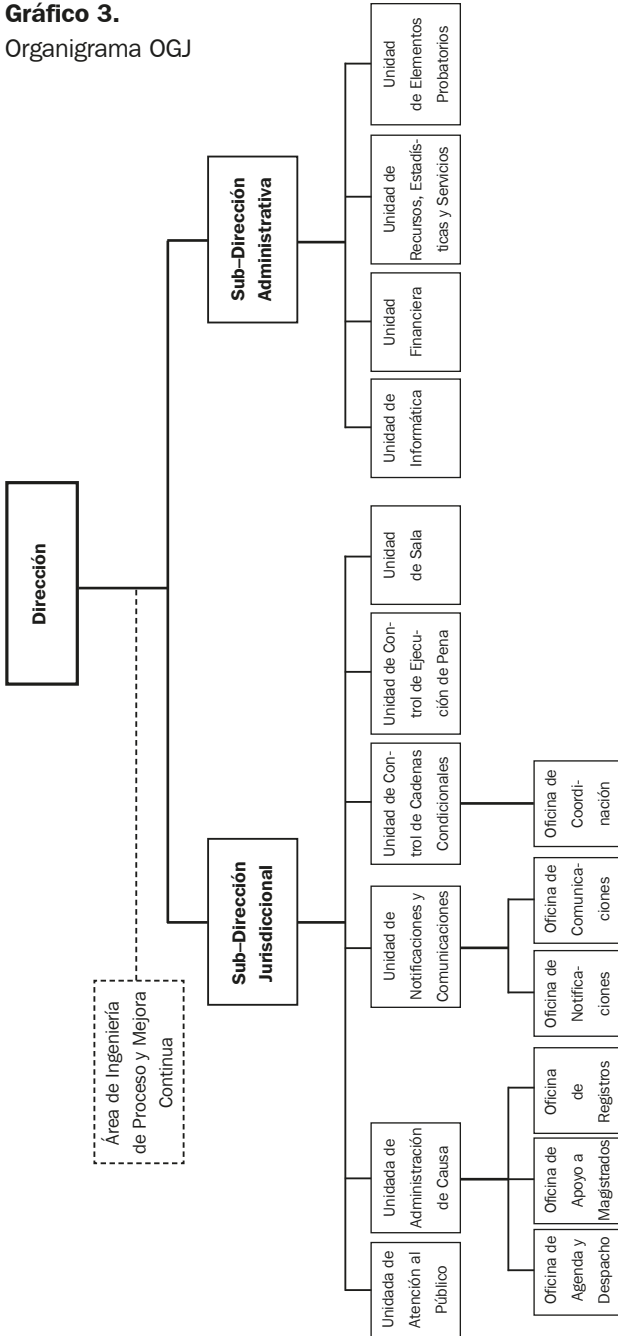 Gráfico 3.
Organigrama OGJ
Dirección
Área de Ingeniería
de Proceso y Mejora
Continua
Sub–Dirección
Jurisdiccional
Sub–Dirección
Administrativa
Unidada de
Atención al
Público
Unidada de
Administración
de Causa
Unidad de
Notificaciones y
Comunicaciones
Unidad de Con-
trol de Cadenas
Condicionales
Unidad de Con-
trol de Ejecu-
ción de Pena
Unidad
de Sala
Unidad de
Informática
Unidad
Financiera
Unidad de
Recursos, Estadís-
ticas y Servicios
Unidad
de Elementos
Probatorios
Oficina de
Agenda y
Despacho
Oficina de
Apoyo a
Magistrados
Oficina
de
Registros
Oficina de
Notifica-
ciones
Oficina de
Comunica-
ciones
Oficina de
Coordi-
nación